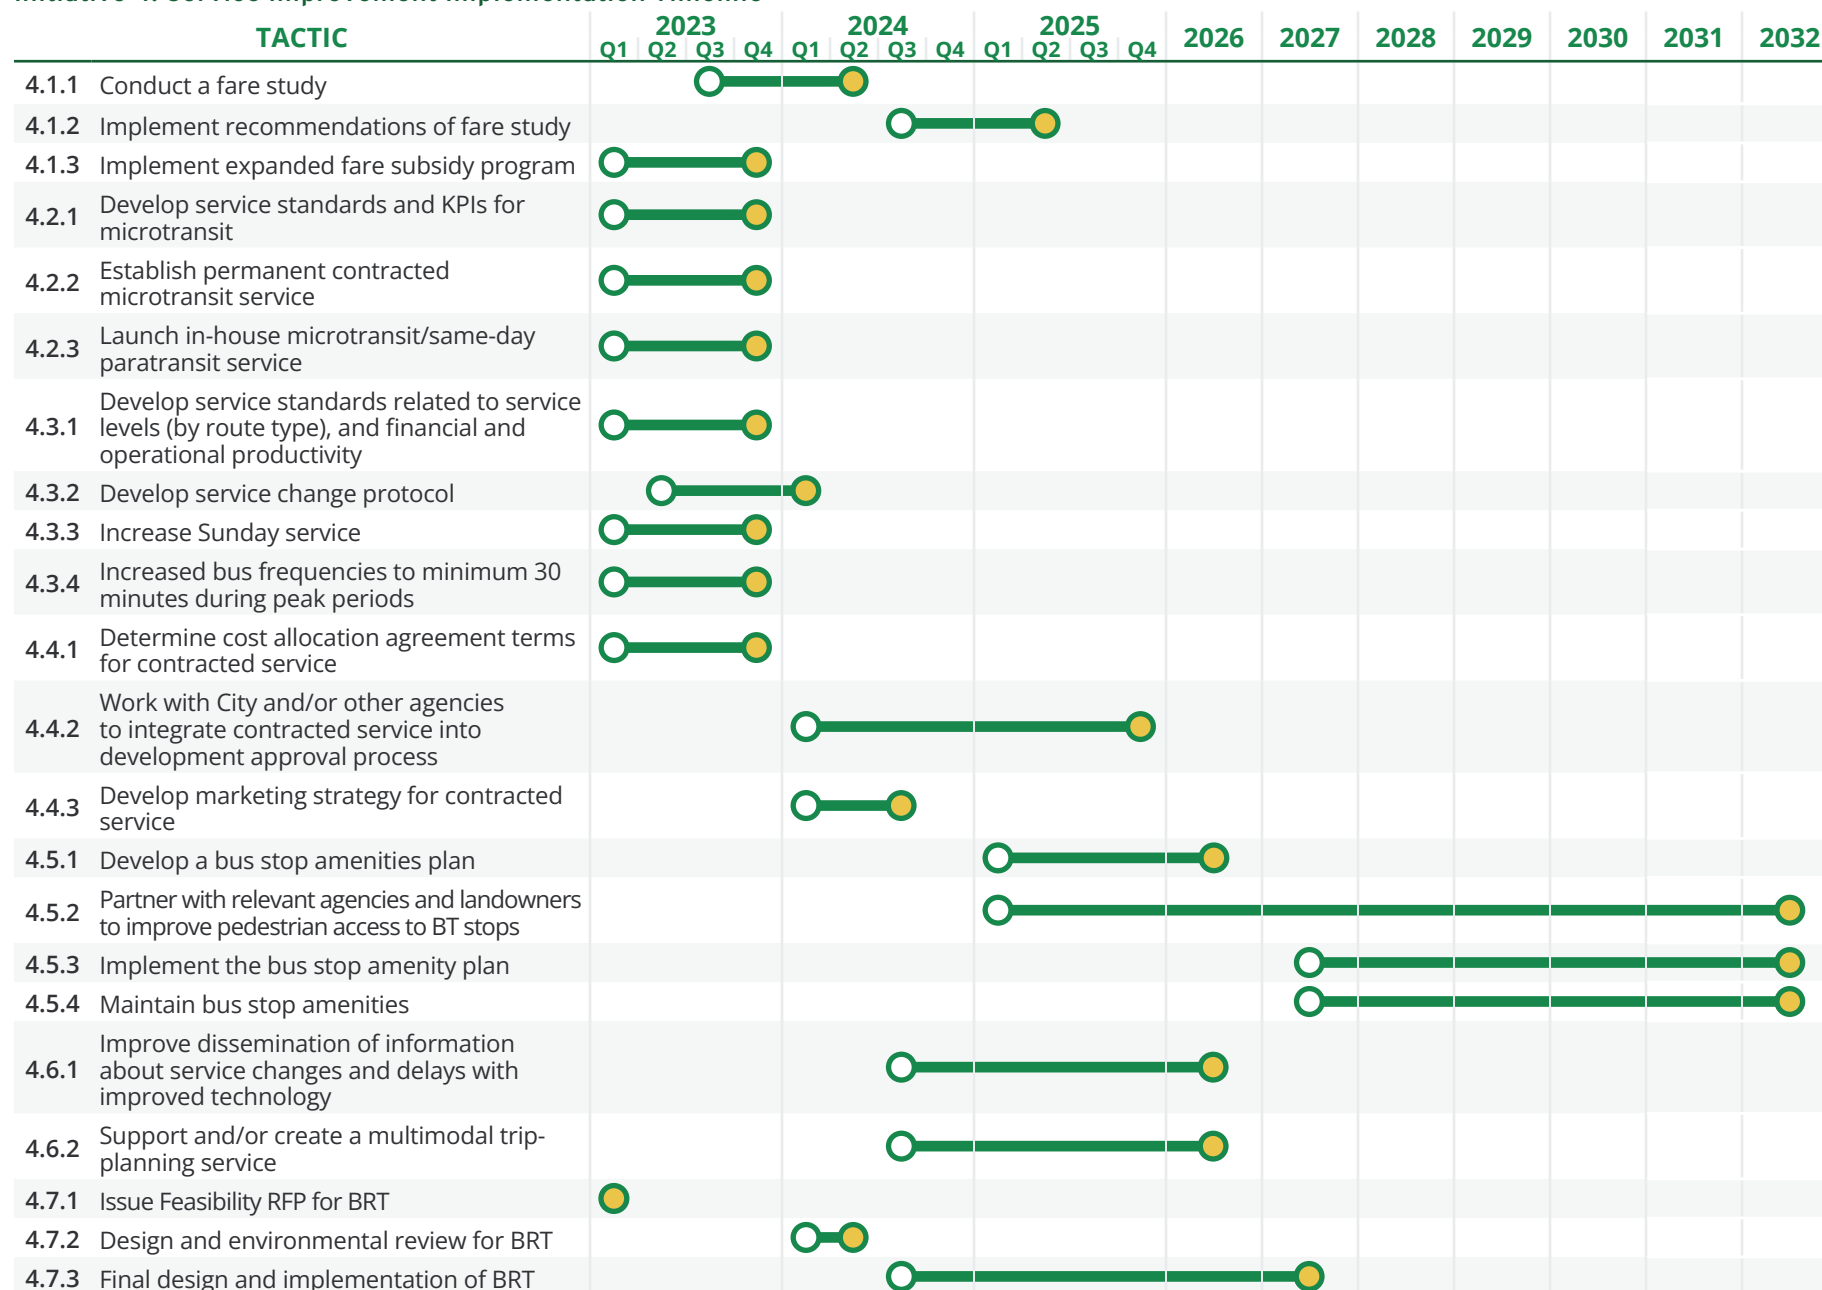 Initiative 4: Service Improvement Implementation Timeline
TACTIC 2023 2024 2025 2026 2027 2028 2029 2030 2031 2032
Q1 Q2 Q3 Q4 Q1 Q2 Q3 Q4 Q1 Q2 Q3 Q4
4.1.1 Conduct a fare study
4.1.2 Implement recommendations of fare study
4.1.3 Implement expanded fare subsidy program
4.2.1 Develop service standards and KPIs for
microtransit
4.2.2 Establish permanent contracted
microtransit service
4.2.3 Launch in-house microtransit/same-day
paratransit service
4.3.1 Develop service standards related to service
levels (by route type), and financial and
operational productivity
4.3.2 Develop service change protocol
4.3.3 Increase Sunday service
4.3.4 Increased bus frequencies to minimum 30
minutes during peak periods
4.4.1 Determine cost allocation agreement terms
for contracted service
4.4.2 Work with City and/or other agencies
to integrate contracted service into
development approval process
4.4.3 Develop marketing strategy for contracted
service
4.5.1 Develop a bus stop amenities plan
4.5.2 Partner with relevant agencies and landowners
to improve pedestrian access to BT stops
4.5.3 Implement the bus stop amenity plan
4.5.4 Maintain bus stop amenities
4.6.1 Improve dissemination of information
about service changes and delays with
improved technology
4.6.2 Support and/or create a multimodal trip-
planning service
4.7.1 Issue Feasibility RFP for BRT
4.7.2 Design and environmental review for BRT
4.7.3 Final design and implementation of BRT